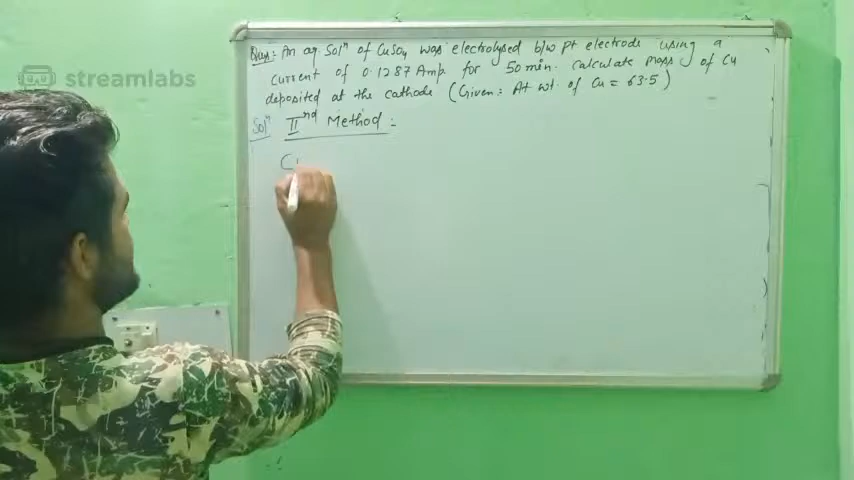 streamlabs
Ques: An aq Solⁿ of CuSO₄ was electrolysed b/w Pt electrode using a
current of 0.1287 Amp. for 50 min. calculate mass of Cu
deposited at the cathode (Given: At wt. of Cu = 63.5)
Solⁿ IIʳᵈ Method: